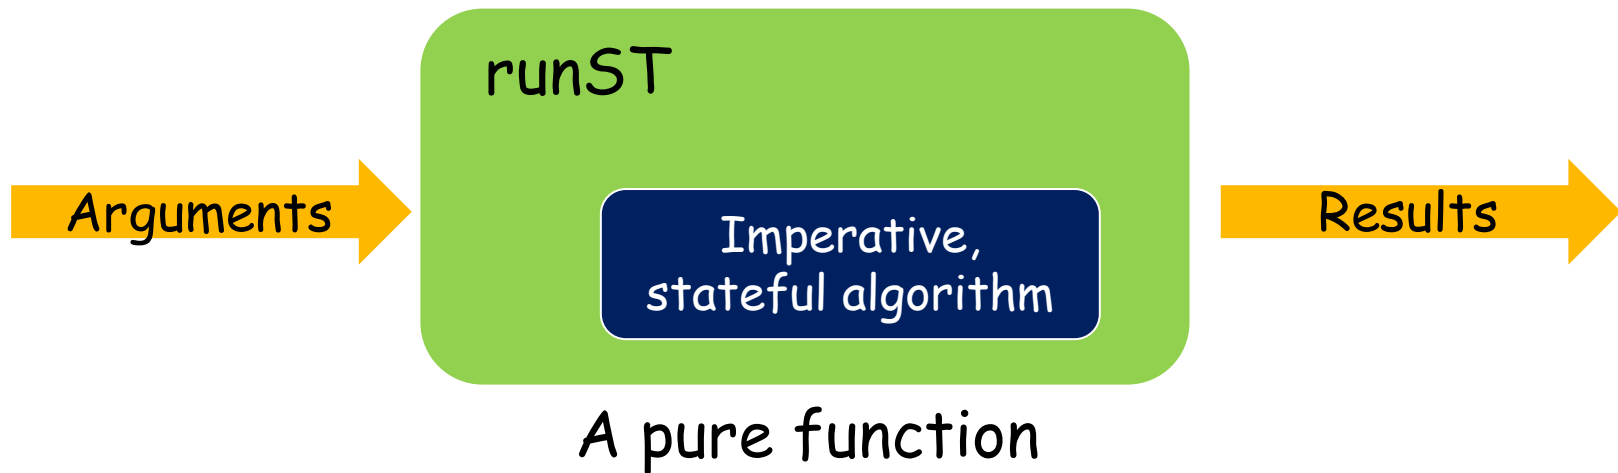 runST
Arguments
Imperative,
stateful algorithm
Results
A pure function